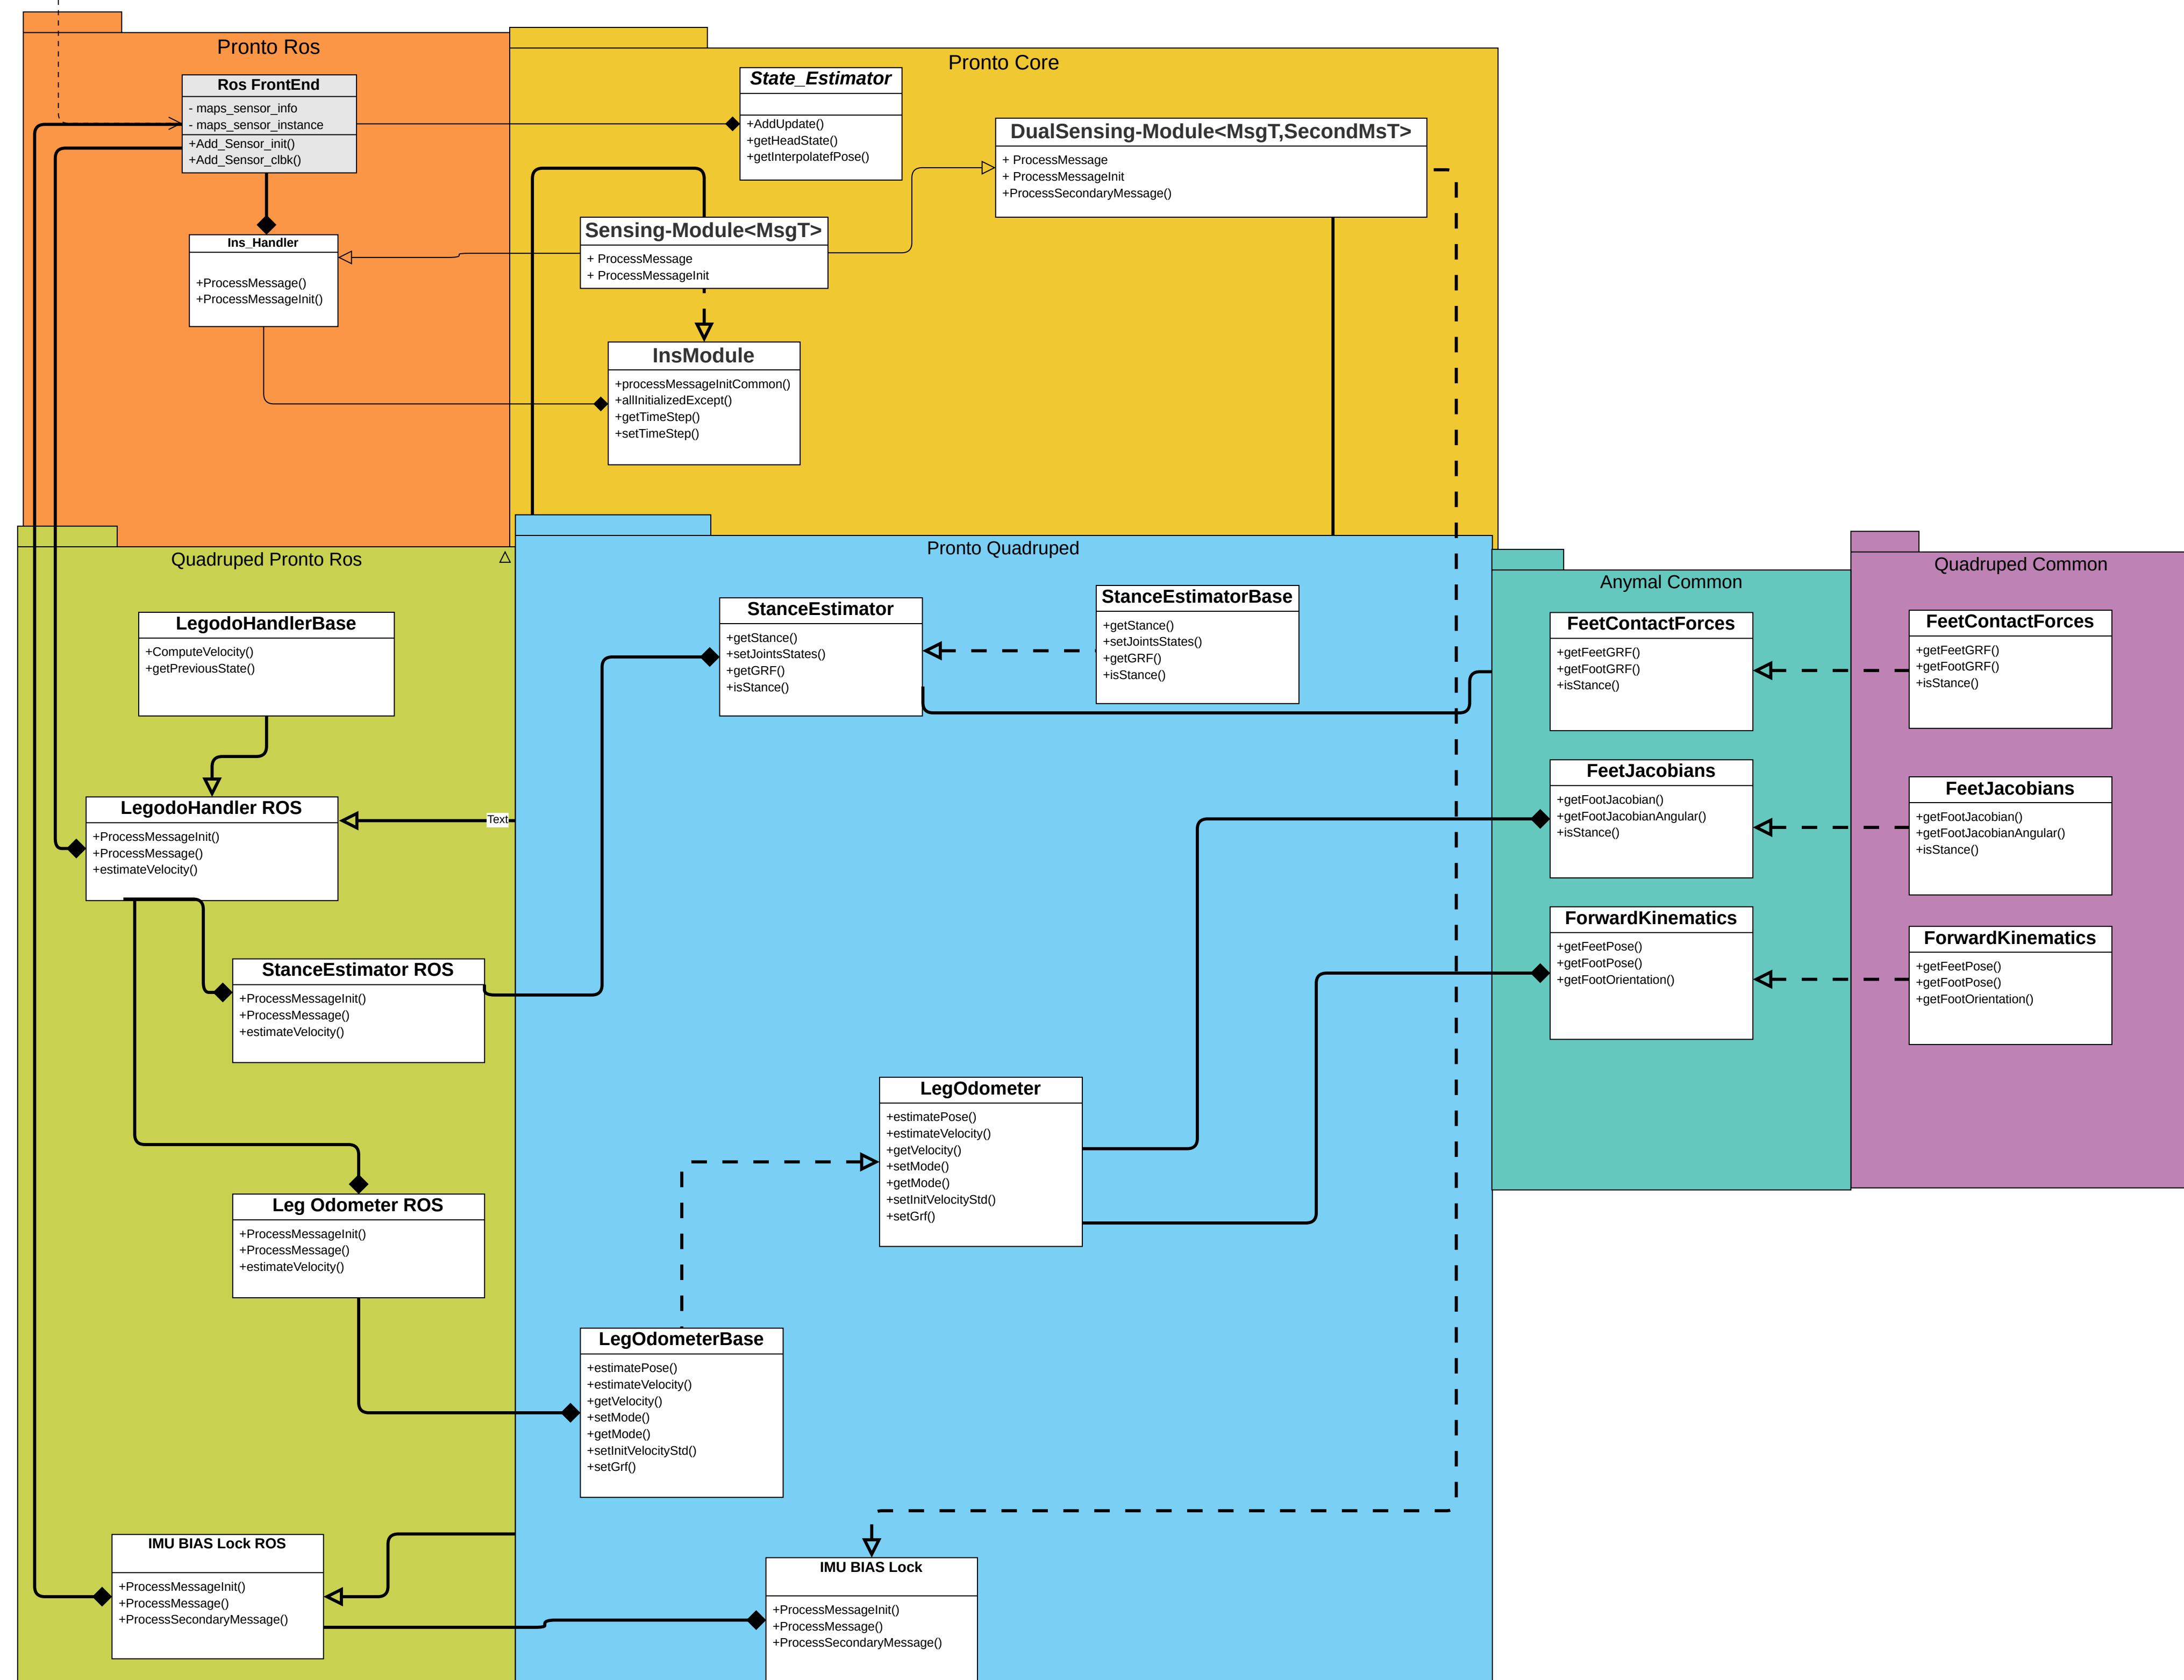 Pronto Ros
Ros FrontEnd
- maps_sensor_info
- maps_sensor_instance
+Add_Sensor_init()
+Add_Sensor_clbk()
Ins_Handler
+ProcessMessage()
+ProcessMessageInit()
Pronto Core
State_Estimator
+AddUpdate()
+getHeadState()
+getInterpolatefPose()
DualSensing-Module<MsgT,SecondMsT>
+ ProcessMessage
+ ProcessMessageInit
+ProcessSecondaryMessage()
Sensing-Module<MsgT>
+ ProcessMessage
+ ProcessMessageInit
InsModule
+processMessageInitCommon()
+allInitializedExcept()
+getTimeStep()
+setTimeStep()
Quadruped Pronto Ros
LegodoHandlerBase
+ComputeVelocity()
+getPreviousState()
LegodoHandler ROS
+ProcessMessageInit()
+ProcessMessage()
+estimateVelocity()
Text
StanceEstimator ROS
+ProcessMessageInit()
+ProcessMessage()
+estimateVelocity()
Leg Odometer ROS
+ProcessMessageInit()
+ProcessMessage()
+estimateVelocity()
IMU BIAS Lock ROS
+ProcessMessageInit()
+ProcessMessage()
+ProcessSecondaryMessage()
Pronto Quadruped
StanceEstimator
+getStance()
+setJointsStates()
+getGRF()
+isStance()
StanceEstimatorBase
+getStance()
+setJointsStates()
+getGRF()
+isStance()
LegOdometer
+estimatePose()
+estimateVelocity()
+getVelocity()
+setMode()
+getMode()
+setInitVelocityStd()
+setGrf()
LegOdometerBase
+estimatePose()
+estimateVelocity()
+getVelocity()
+setMode()
+getMode()
+setInitVelocityStd()
+setGrf()
IMU BIAS Lock
+ProcessMessageInit()
+ProcessMessage()
+ProcessSecondaryMessage()
Anymal Common
FeetContactForces
+getFeetGRF()
+getFootGRF()
+isStance()
FeetJacobians
+getFootJacobian()
+getFootJacobianAngular()
+isStance()
ForwardKinematics
+getFeetPose()
+getFootPose()
+getFootOrientation()
Quadruped Common
FeetContactForces
+getFeetGRF()
+getFootGRF()
+isStance()
FeetJacobians
+getFootJacobian()
+getFootJacobianAngular()
+isStance()
ForwardKinematics
+getFeetPose()
+getFootPose()
+getFootOrientation()